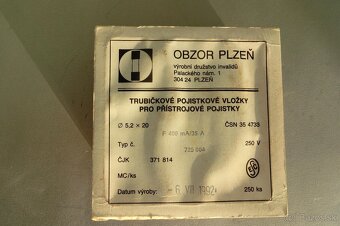 OBZOR PLZEŇ
výrobní družstvo invalidů
Palackého nám. 1
304 24 PLZEŇ
TRUBIČKOVÉ POJISTKOVÉ VLOŽKY
PRO PŘÍSTROJOVÉ POJISTKY
Ø 5,2 × 20 ČSN 35 4733
F 400 mA/35 A
Typ č. 250 V
ČJK 371 814
MC/ks
Datum výroby: - 6. VII 1992 250 ks